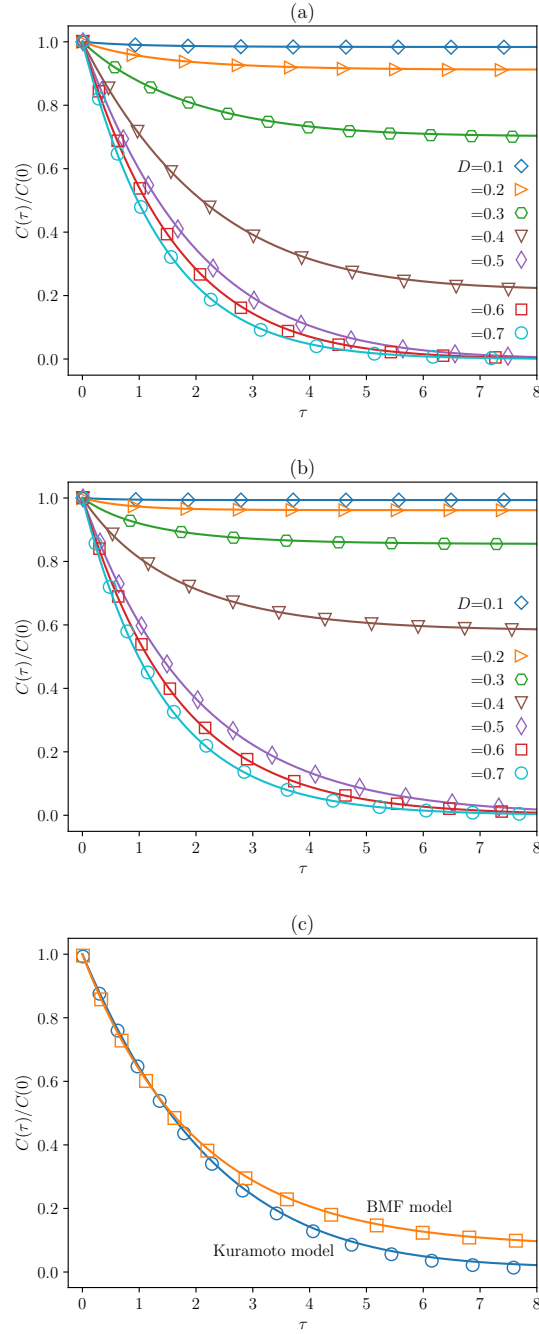 (a)
1.0
0.8
0.6
0.4
0.2
0.0
C(τ)/C(0)
D=0.1
=0.2
=0.3
=0.4
=0.5
=0.6
=0.7
0 1 2 3 4 5 6 7 8
τ
(b)
1.0
0.8
0.6
0.4
0.2
0.0
C(τ)/C(0)
D=0.1
=0.2
=0.3
=0.4
=0.5
=0.6
=0.7
0 1 2 3 4 5 6 7 8
τ
(c)
1.0
0.8
0.6
0.4
0.2
0.0
C(τ)/C(0)
BMF model
Kuramoto model
0 1 2 3 4 5 6 7 8
τ